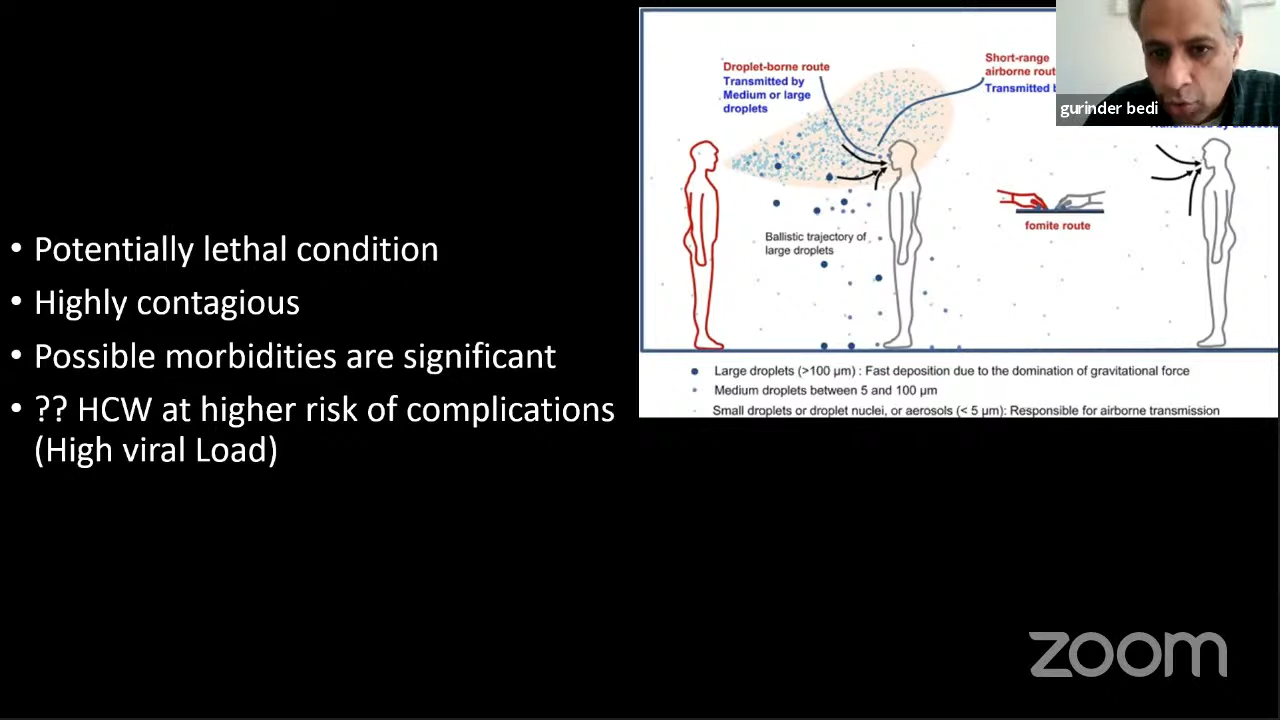 • Potentially lethal condition
• Highly contagious
• Possible morbidities are significant
• ?? HCW at higher risk of complications
(High viral Load)
Droplet-borne route
Transmitted by
Medium or large
droplets
Short-range
airborne
Transmitted
gurinder bedi
Ballistic trajectory of
large droplets
fomite route
Large droplets (>100 μm) : Fast deposition due to the domination of gravitational force
Medium droplets between 5 and 100 μm
Small droplets or droplet nuclei, or aerosols (< 5 μm): Responsible for airborne transmission
zoom